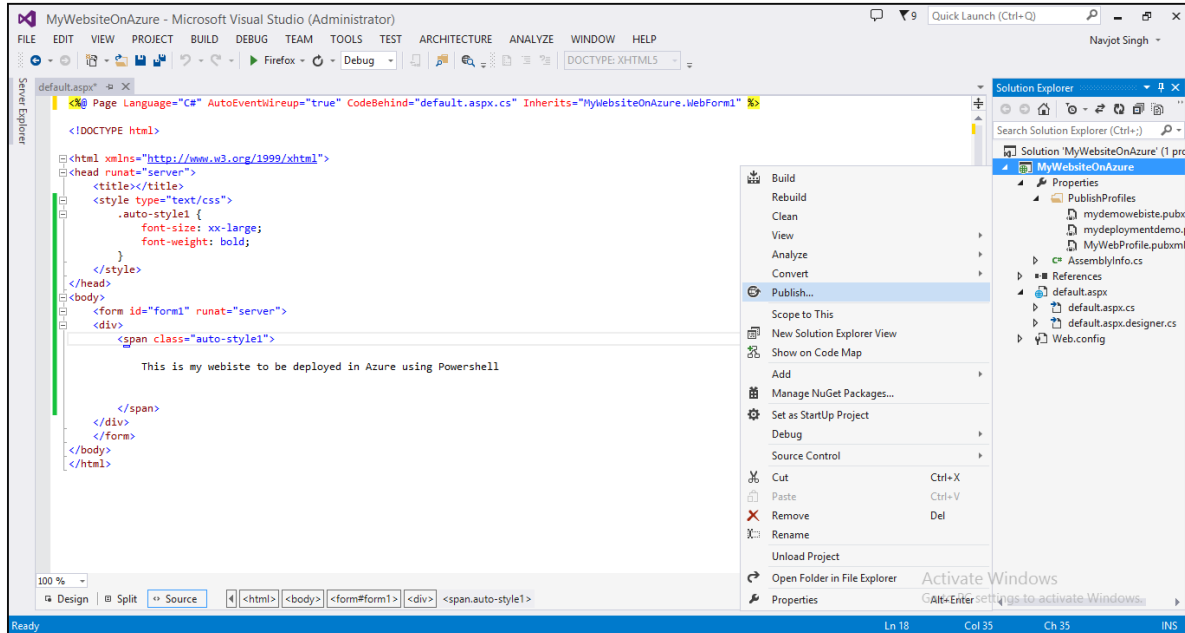 MyWebsiteOnAzure - Microsoft Visual Studio (Administrator)
9
Quick Launch (Ctrl+Q)
FILE EDIT VIEW PROJECT BUILD DEBUG TEAM TOOLS TEST ARCHITECTURE ANALYZE WINDOW HELP
Navjot Singh
Firefox Debug DOCTYPE: XHTML5
Server Explorer
default.aspx*
<%@ Page Language="C#" AutoEventWireup="true" CodeBehind="default.aspx.cs" Inherits="MyWebsiteOnAzure.WebForm1" %>
<!DOCTYPE html>
<html xmlns="http://www.w3.org/1999/xhtml">
<head runat="server">
<title></title>
<style type="text/css">
.auto-style1 {
font-size: xx-large;
font-weight: bold;
}
</style>
</head>
<body>
<form id="form1" runat="server">
<div>
<span class="auto-style1">
This is my webiste to be deployed in Azure using Powershell
</span>
</div>
</form>
</body>
</html>
100 %
Design Split Source <html> <body> <form#form1> <div> <span.auto-style1>
Build
Rebuild
Clean
View
Analyze
Convert
Publish...
Scope to This
New Solution Explorer View
Show on Code Map
Add
Manage NuGet Packages...
Set as StartUp Project
Debug
Source Control
Cut Ctrl+X
Paste Ctrl+V
Remove Del
Rename
Unload Project
Open Folder in File Explorer
Properties Alt+Enter
Solution Explorer
Search Solution Explorer (Ctrl+;)
Solution 'MyWebsiteOnAzure' (1 pro
MyWebsiteOnAzure
Properties
PublishProfiles
mydemowebiste.pubx
mydeploymentdemo.p
MyWebProfile.pubxml
C# AssemblyInfo.cs
References
default.aspx
default.aspx.cs
default.aspx.designer.cs
Web.config
Activate Windows
settings to activate Windows.
Ready Ln 18 Col 35 Ch 35 INS